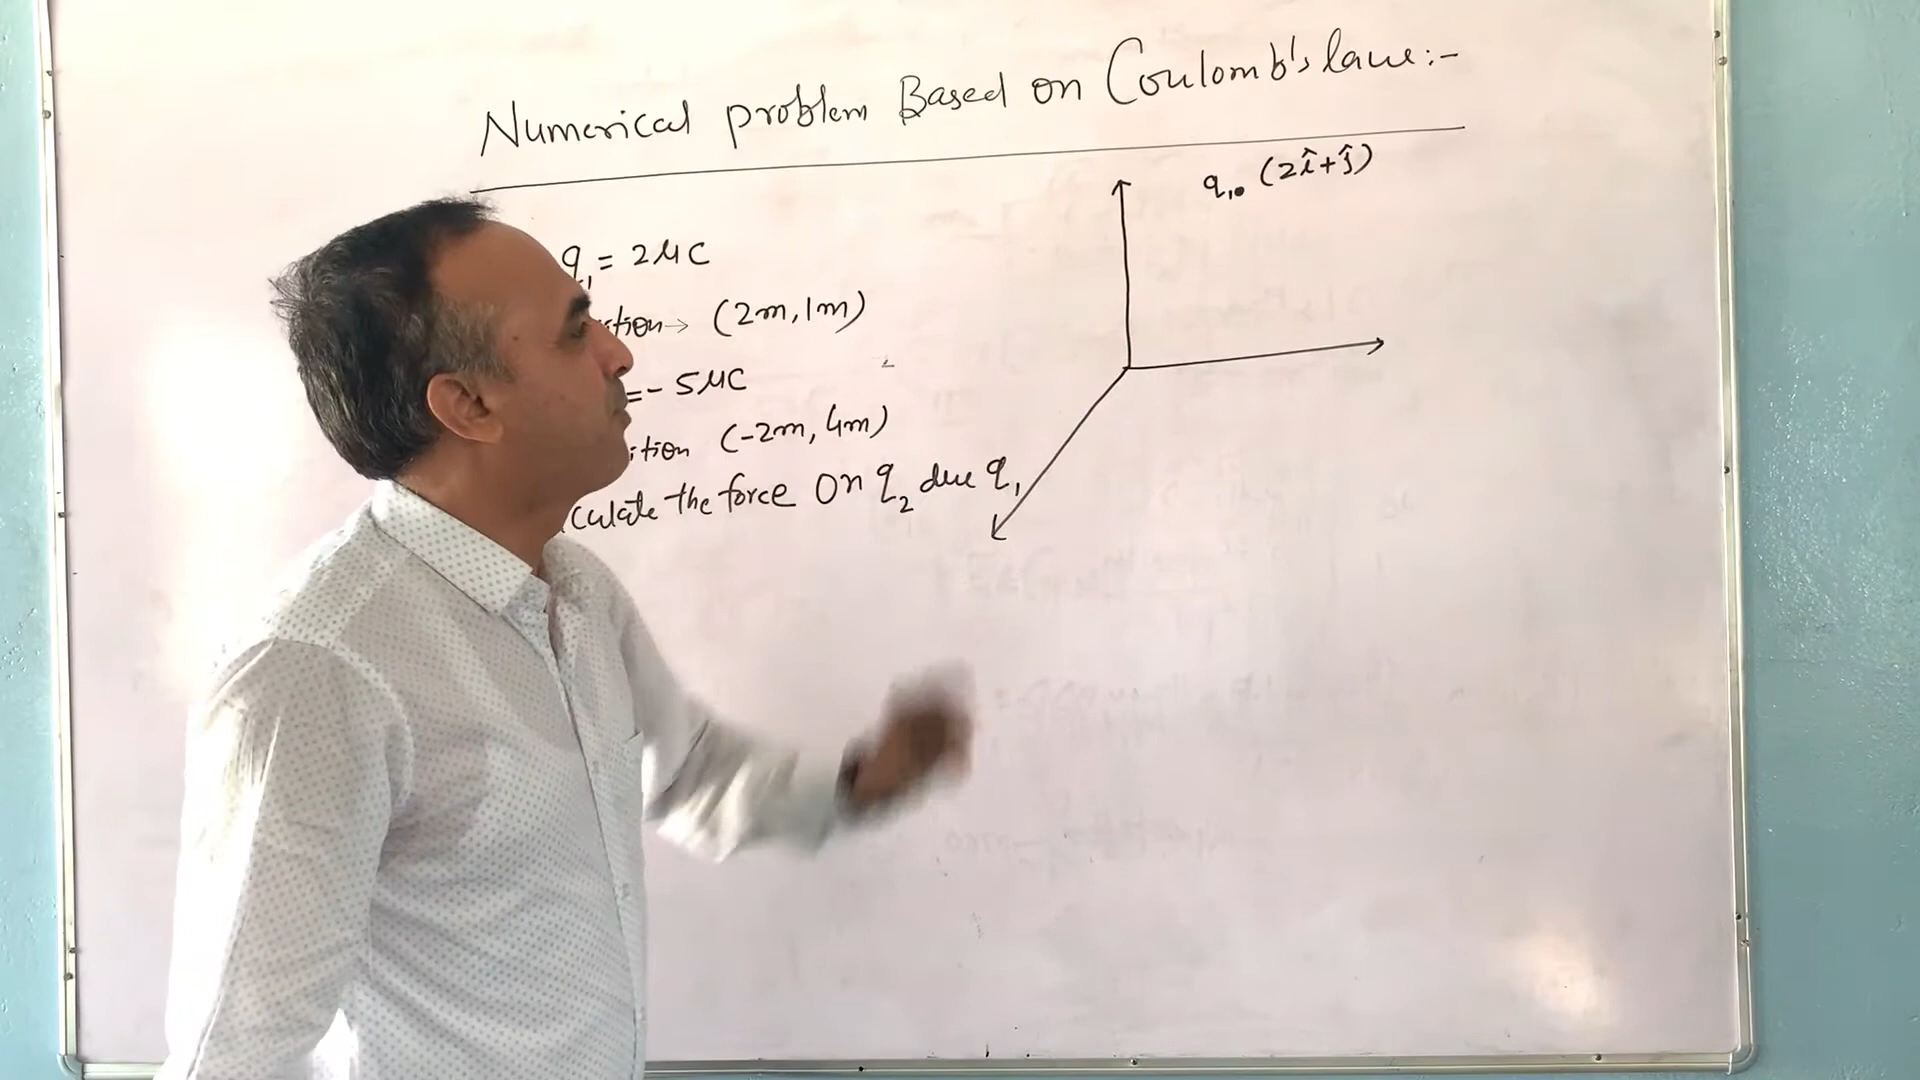 Numerical problem Based on Coulomb's law:-
q₁ = 2μC
(2m, 1m)
= - 5μC
(-2m, 4m)
the force on q₂ due q₁
q₁ (2î+ĵ)